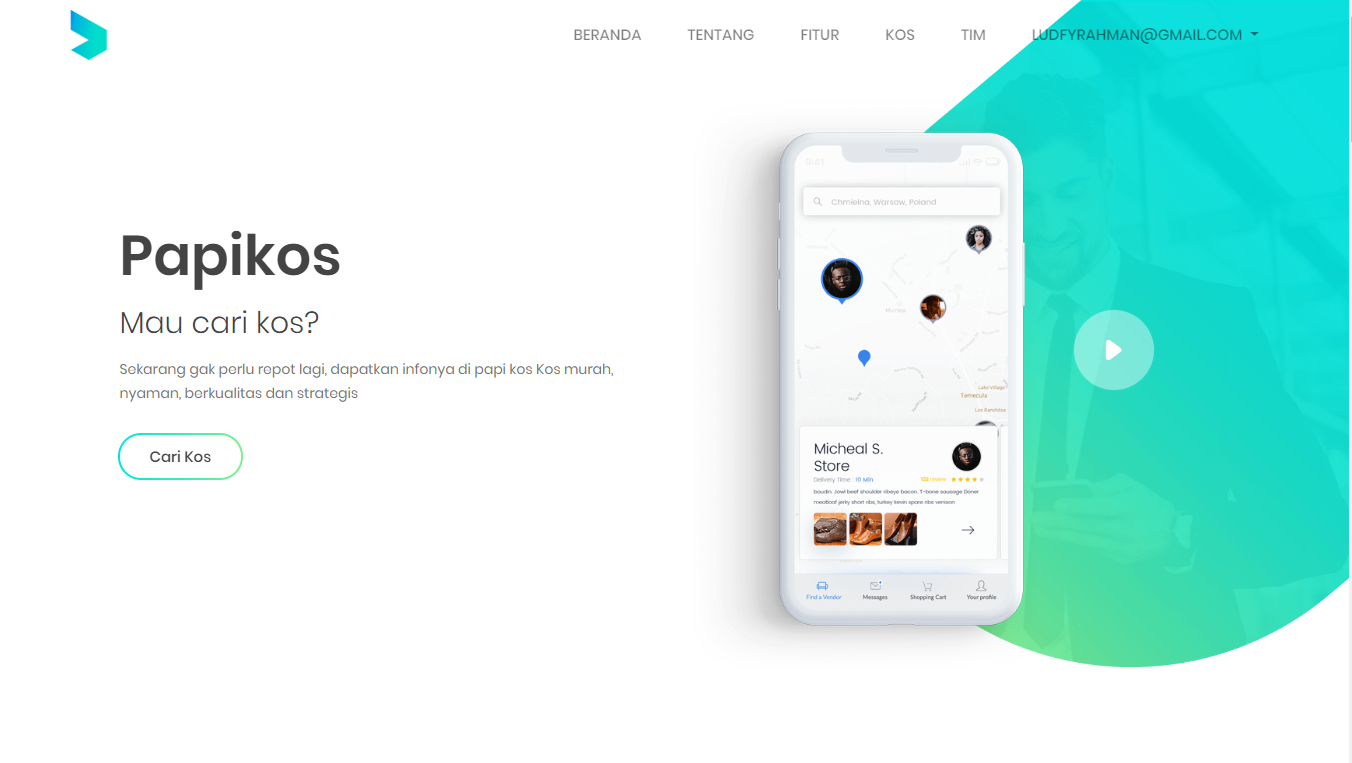 BERANDA TENTANG FITUR KOS TIM LUDFYRAHMAN@GMAIL.COM
Papikos
Mau cari kos?
Sekarang gak perlu repot lagi, dapatkan infonya di papi kos Kos murah,
nyaman, berkualitas dan strategis
Cari Kos
9:41
Chmielna, Warsaw, Poland
Murrieta
Lake Village
Temecula
Los Ranchitos
Micheal S.
Store
Delivery Time : 10 Min
review
boudin. Jowl beef shoulder ribeye bacon. T-bone sausage Doner
meatloaf jerky short ribs, turkey kevin spare ribs venison
Find a Vendor Messages Shopping Cart Your profile